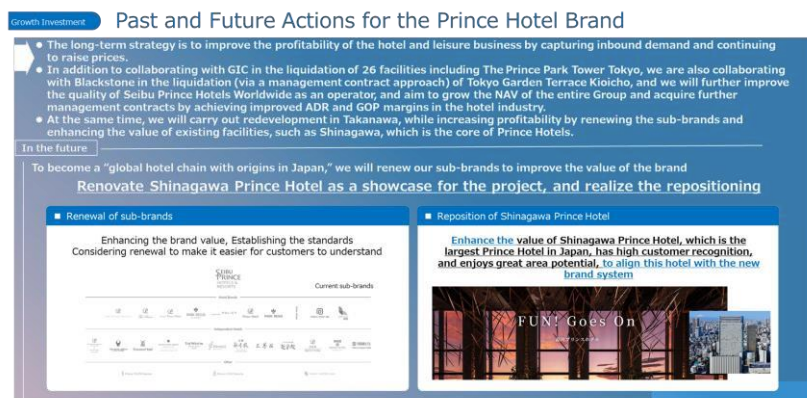 Growth Investment
Past and Future Actions for the Prince Hotel Brand
● The long-term strategy is to improve the profitability of the hotel and leisure business by capturing inbound demand and continuing
to raise prices.
● In addition to collaborating with GIC in the liquidation of 26 facilities including The Prince Park Tower Tokyo, we are also collaborating
with Blackstone in the liquidation (via a management contract approach) of Tokyo Garden Terrace Kioicho, and we will further improve
the quality of Seibu Prince Hotels Worldwide as an operator, and aim to grow the NAV of the entire Group and acquire further
management contracts by achieving improved ADR and GOP margins in the hotel industry.
● At the same time, we will carry out redevelopment in Takanawa, while increasing profitability by renewing the sub-brands and
enhancing the value of existing facilities, such as Shinagawa, which is the core of Prince Hotels.
In the future
To become a "global hotel chain with origins in Japan," we will renew our sub-brands to improve the value of the brand
Renovate Shinagawa Prince Hotel as a showcase for the project, and realize the repositioning
■ Renewal of sub-brands
Enhancing the brand value, Establishing the standards
Considering renewal to make it easier for customers to understand
SEIBU
PRINCE
Current sub-brands
■ Reposition of Shinagawa Prince Hotel
Enhance the value of Shinagawa Prince Hotel, which is the
largest Prince Hotel in Japan, has high customer recognition,
and enjoys great area potential, to align this hotel with the new
brand system
FUN! Goes On